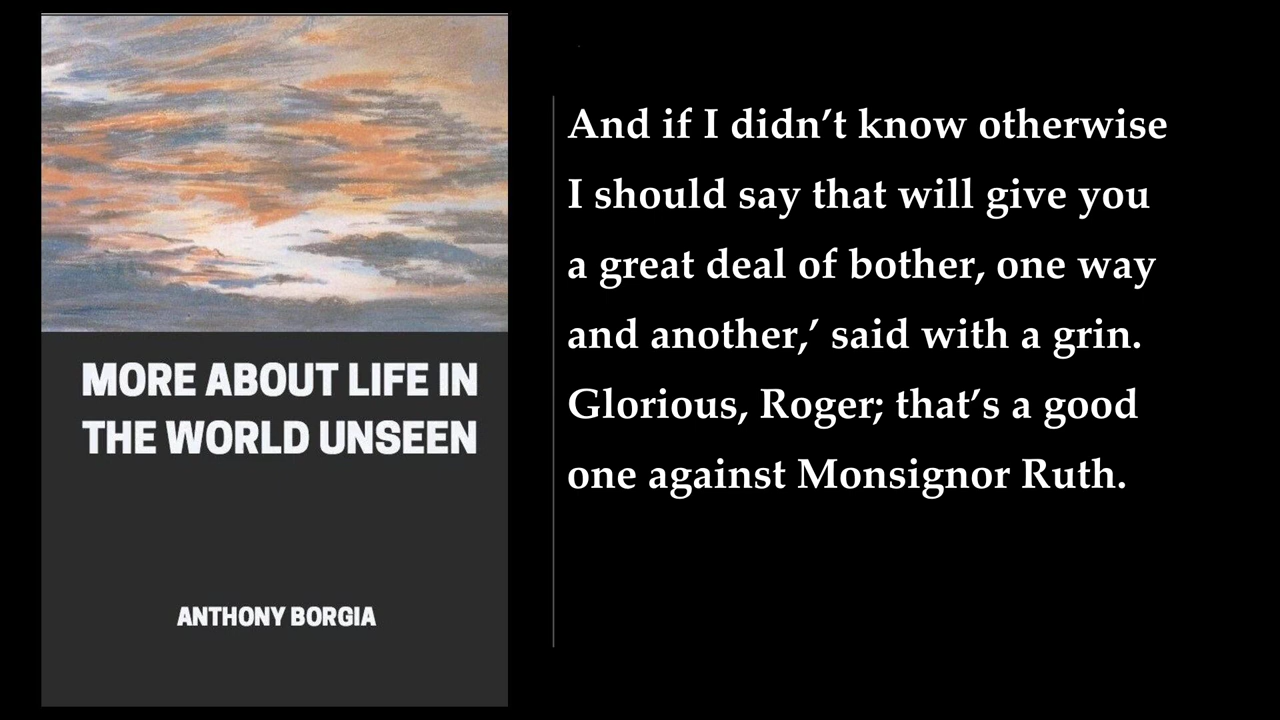 MORE ABOUT LIFE IN
THE WORLD UNSEEN
ANTHONY BORGIA
And if I didn’t know otherwise
I should say that will give you
a great deal of bother, one way
and another,’ said with a grin.
Glorious, Roger; that’s a good
one against Monsignor Ruth.